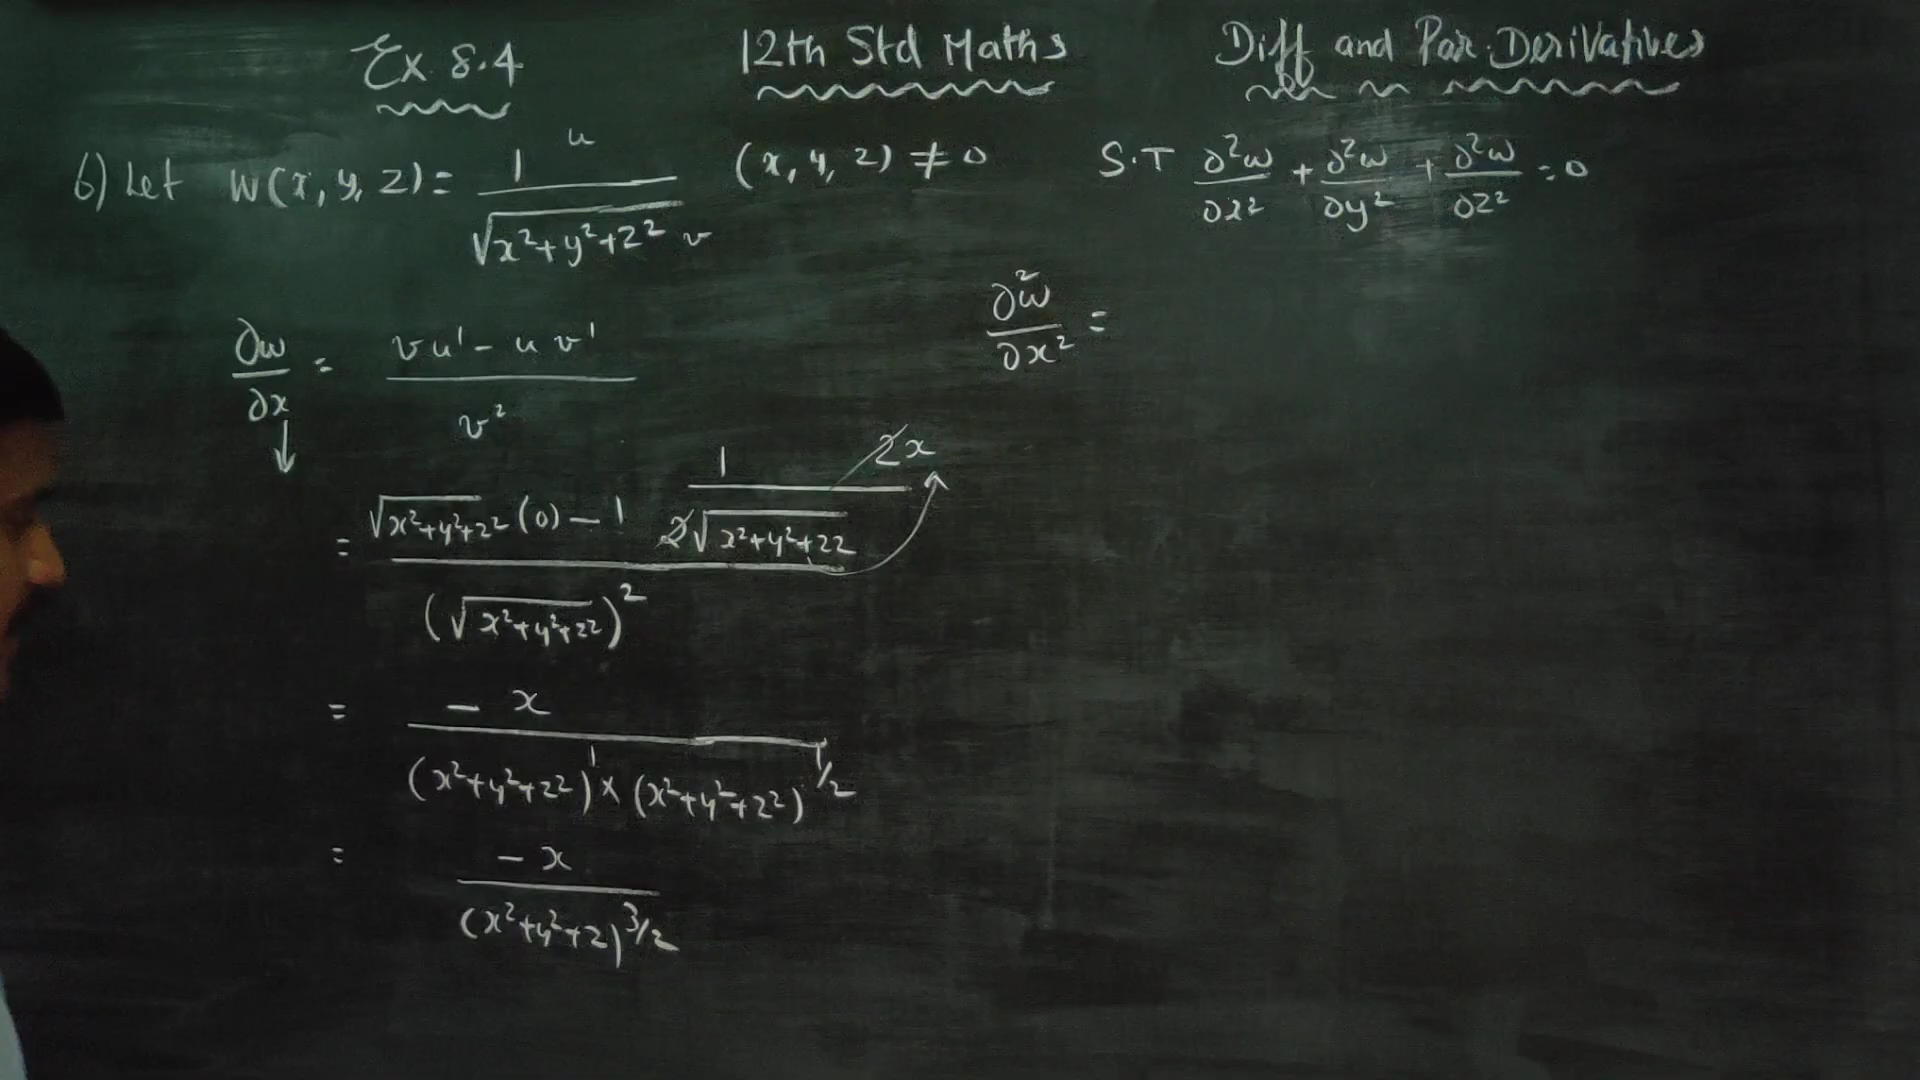 Ex 8.4 12th Std Maths Diff and Par. Derivatives
6) Let w(x, y, z) = 1 u / √x²+y²+z² v (x, y, z) ≠ 0 S.T ∂²w/∂x² + ∂²w/∂y² + ∂²w/∂z² = 0
∂w/∂x = v u' - u v' / v² ∂²w/∂x² =
= √x²+y²+z² (0) - 1 1/2√x²+y²+z² 2x / (√x²+y²+z²)²
= - x / (x²+y²+z²)¹ × (x²+y²+z²)^1/2
= - x / (x²+y²+z)^3/2